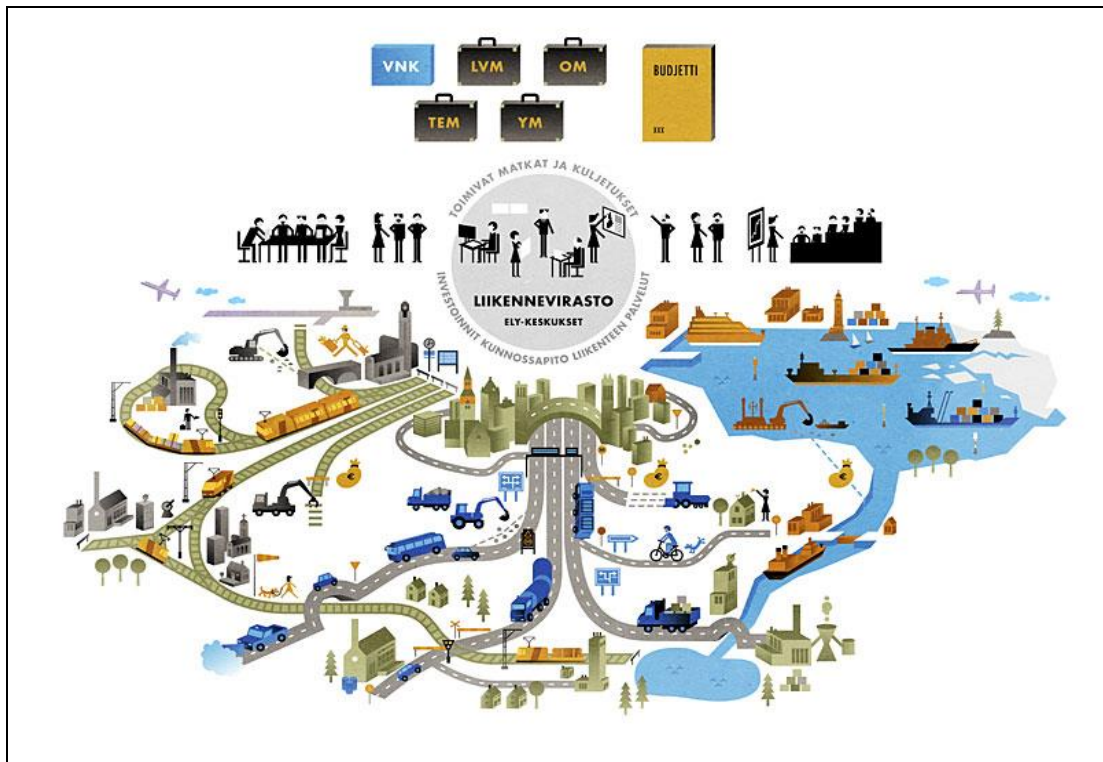 VNK
LVM
OM
BUDJETTI
XXX
TEM
YM
TOIMIVAT MATKAT JA KULJETUKSET
LIIKENNEVIRASTO
ELY-KESKUKSET
INVESTOINNIT KUNNOSSAPITO LIIKENTEEN PALVELUT
€
€
€